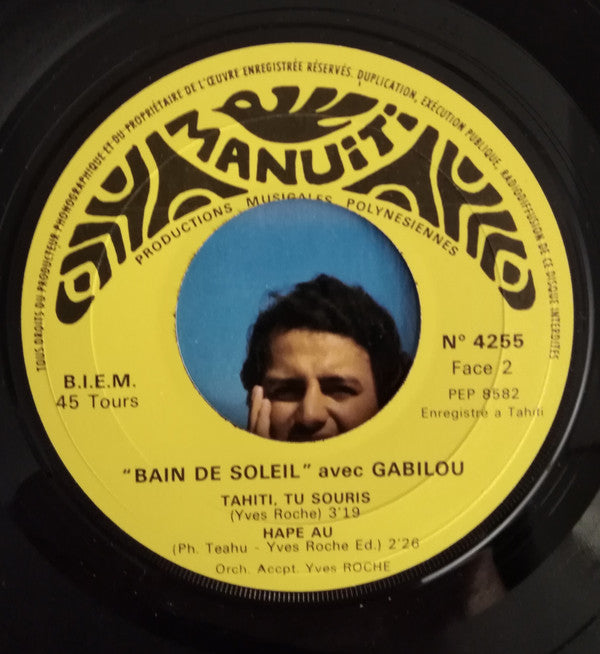 TOUS DROITS DU PRODUCTEUR PHONOGRAPHIQUE ET DU PROPRIÉTAIRE DE L'ŒUVRE ENREGISTRÉE RÉSERVÉS. DUPLICATION, EXÉCUTION PUBLIQUE, RADIODIFFUSION DE CE DISQUE INTERDITES
MANUiTi
PRODUCTIONS MUSICALES POLYNESIENNES
B.I.E.M.
45 Tours
N° 4255
Face 2
PEP 8582
Enregistré a Tahiti
"BAIN DE SOLEIL" avec GABILOU
TAHITI, TU SOURIS
(Yves Roche) 3'19
HAPE AU
(Ph. Teahu - Yves Roche Ed.) 2'26
Orch. Accpt. Yves ROCHE